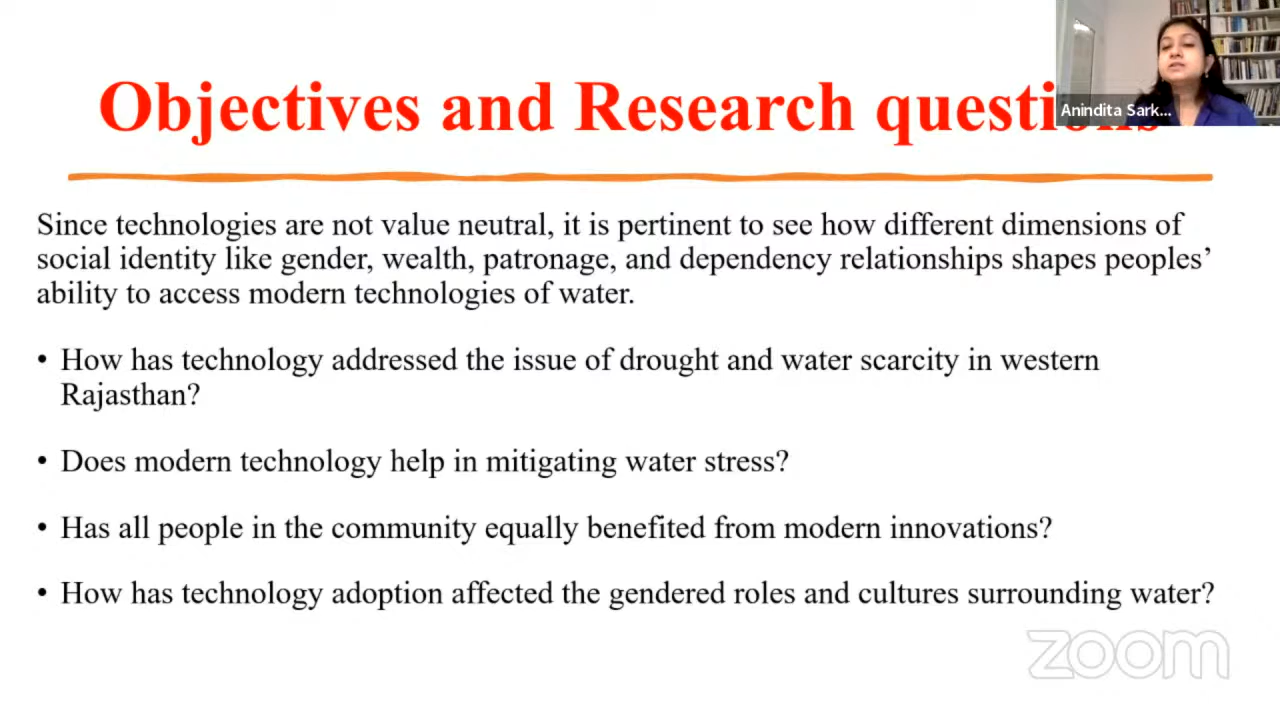 Objectives and Research questions
Anindita Sark...
Since technologies are not value neutral, it is pertinent to see how different dimensions of
social identity like gender, wealth, patronage, and dependency relationships shapes peoples’
ability to access modern technologies of water.
• How has technology addressed the issue of drought and water scarcity in western
Rajasthan?
• Does modern technology help in mitigating water stress?
• Has all people in the community equally benefited from modern innovations?
• How has technology adoption affected the gendered roles and cultures surrounding water?
zoom